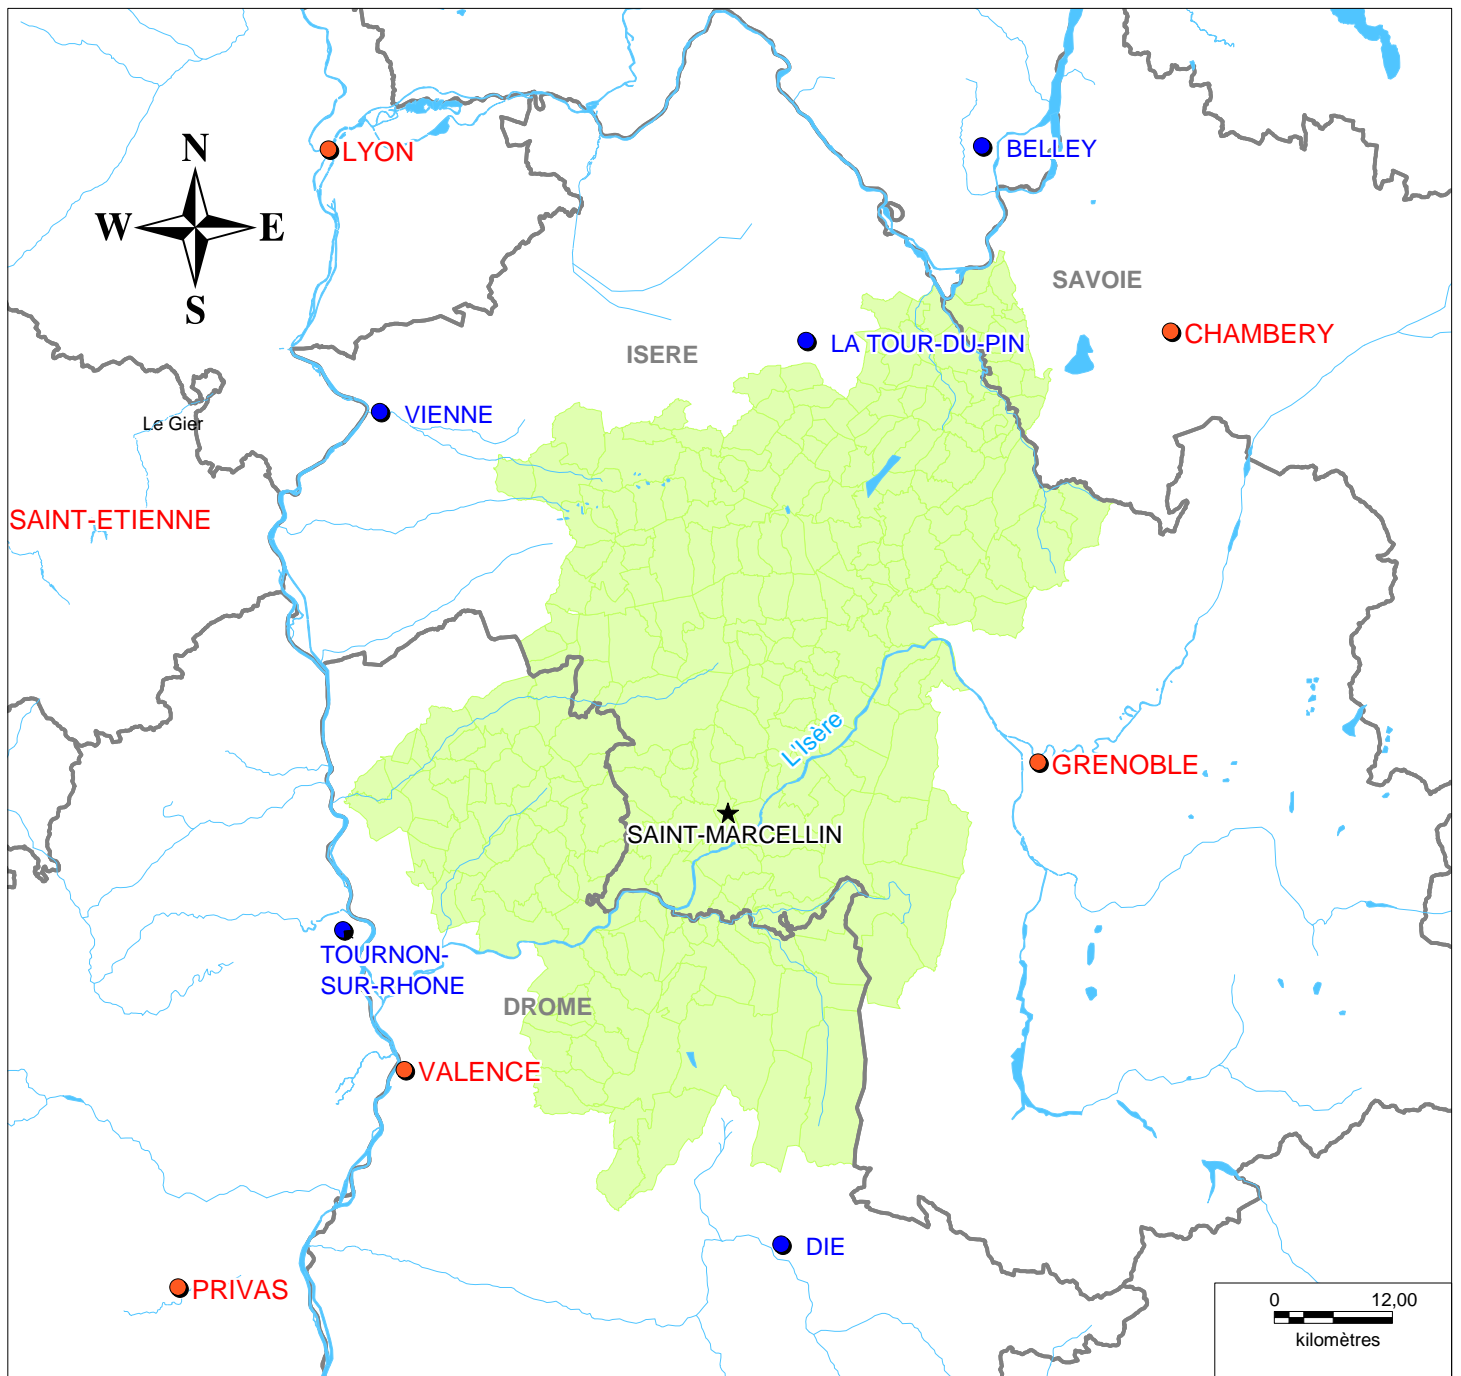 N
W E
S
LYON
BELLEY
SAVOIE
CHAMBERY
LA TOUR-DU-PIN
ISERE
VIENNE
Le Gier
SAINT-ETIENNE
L'Isère
GRENOBLE
SAINT-MARCELLIN
TOURNON-
SUR-RHONE
DROME
VALENCE
DIE
PRIVAS
0 12,00
kilomètres